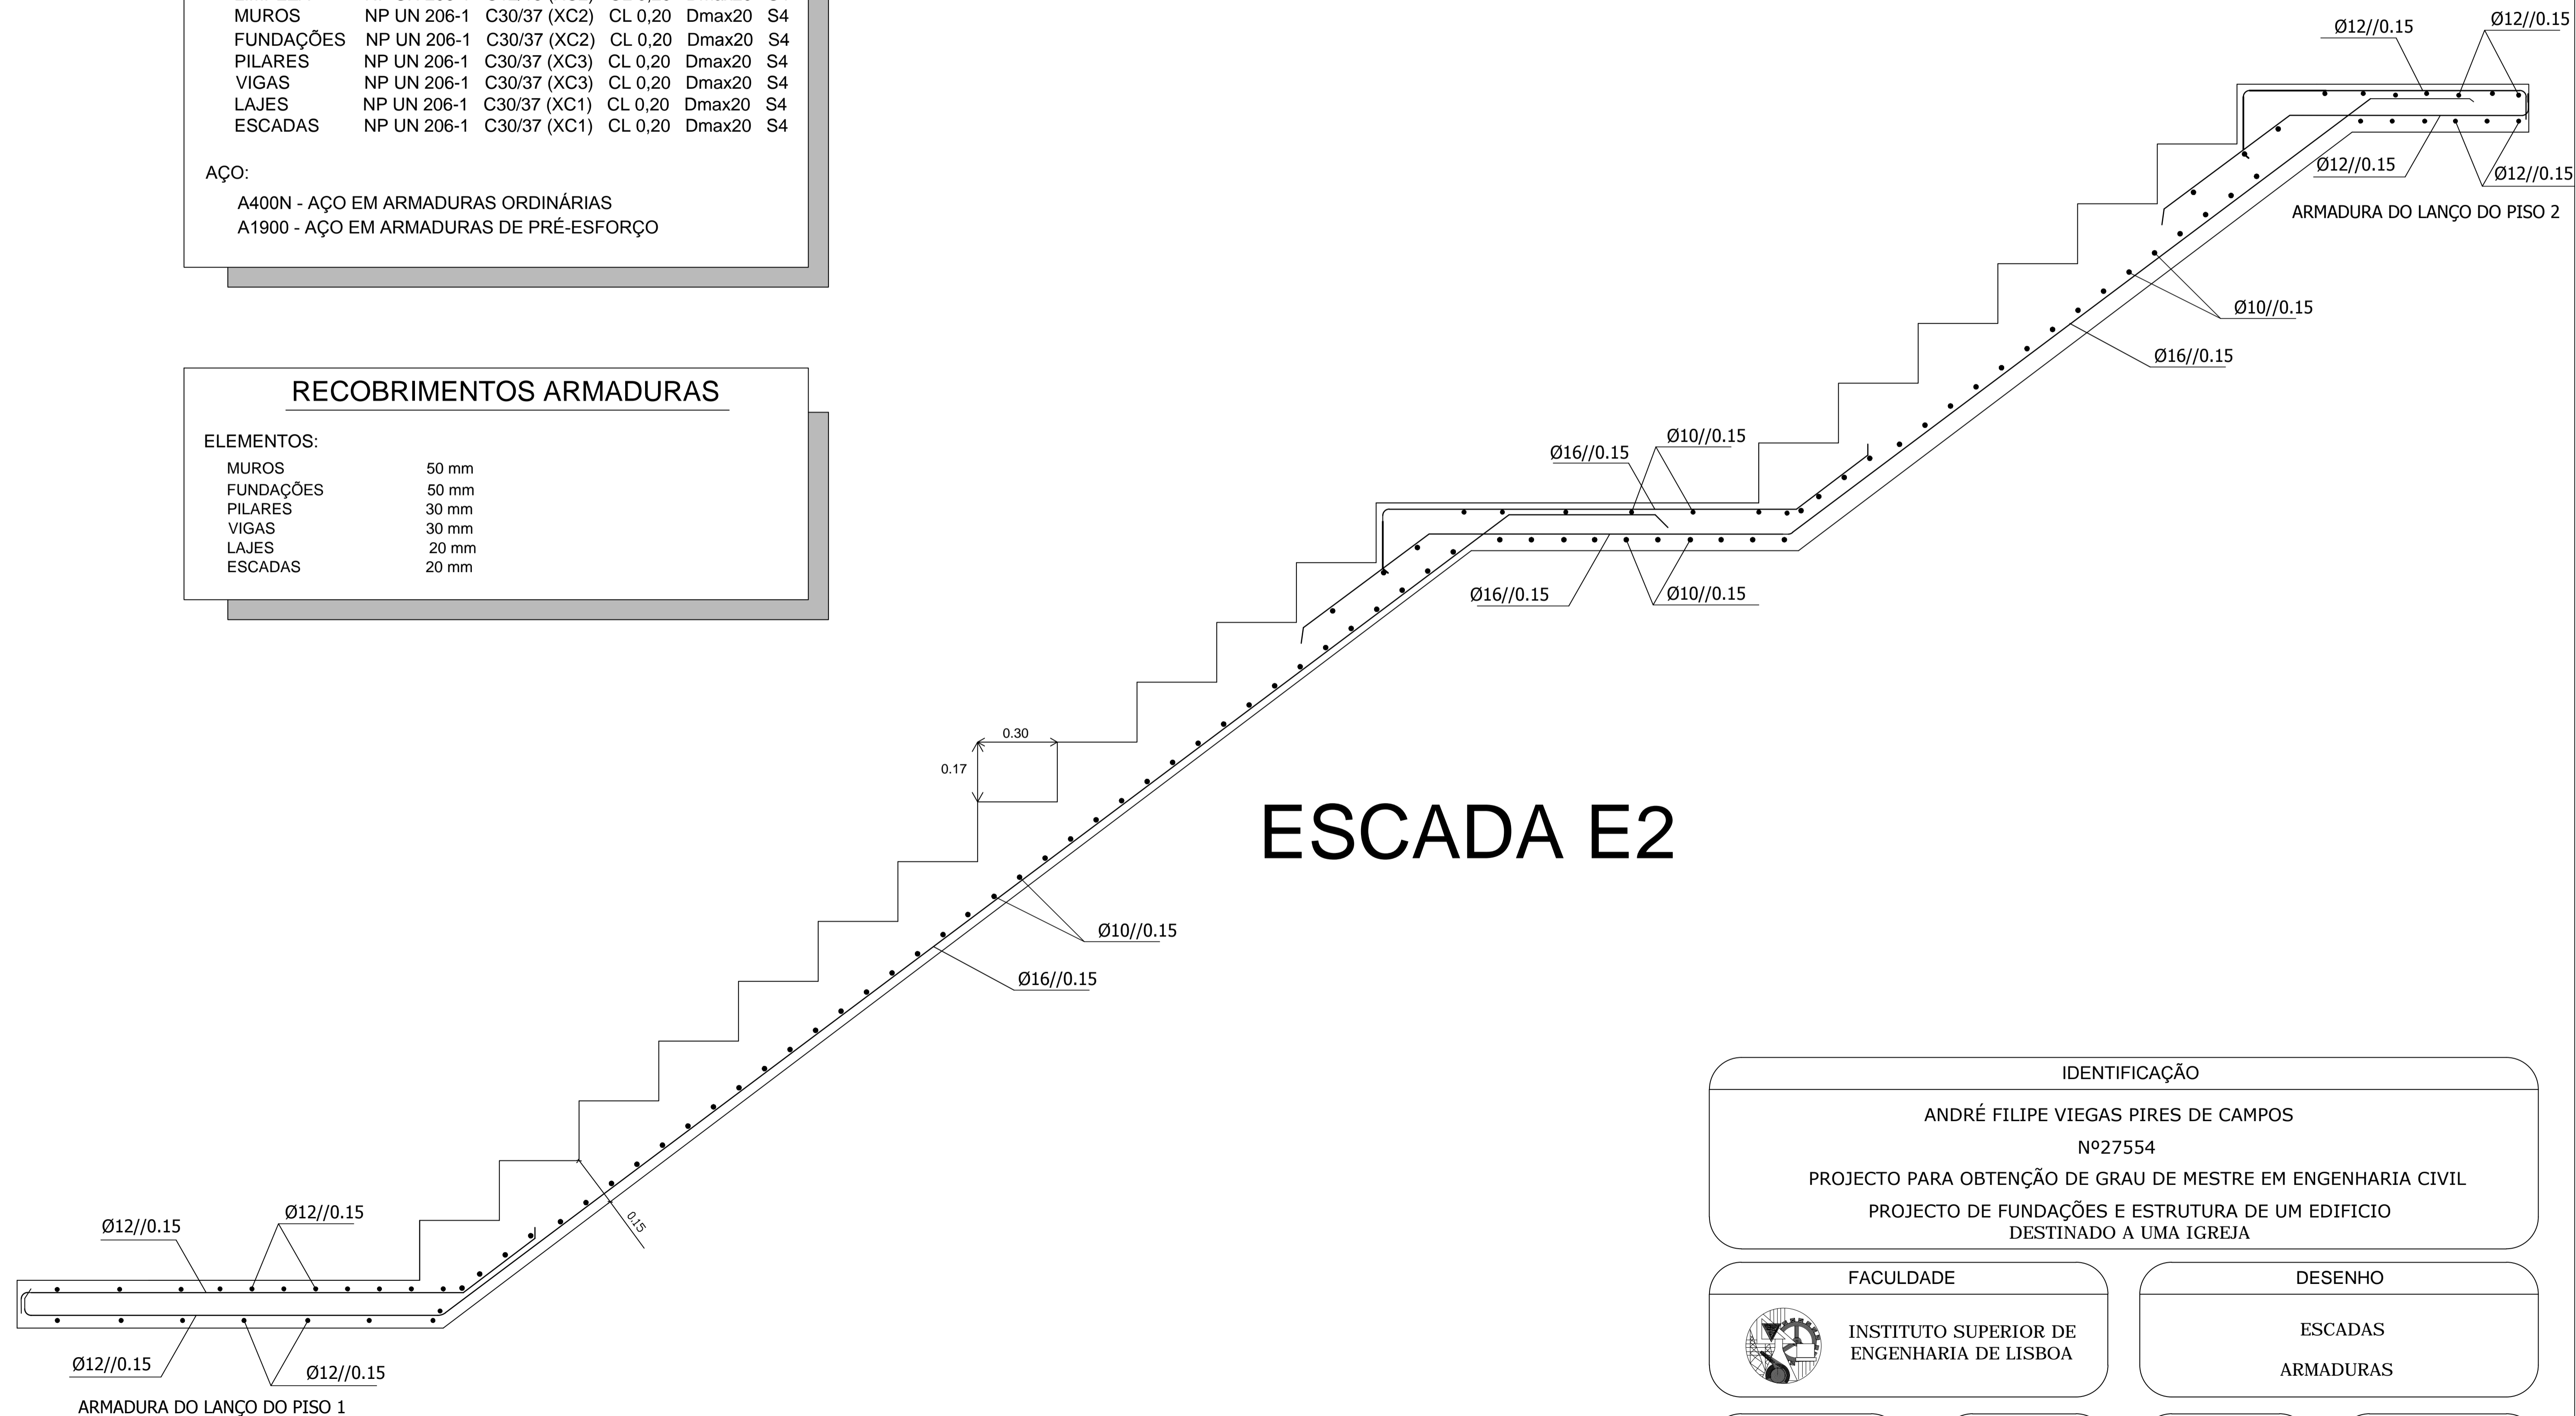 MUROS NP UN 206-1 C30/37 (XC2) CL 0,20 Dmax20 S4
FUNDAÇÕES NP UN 206-1 C30/37 (XC2) CL 0,20 Dmax20 S4
PILARES NP UN 206-1 C30/37 (XC3) CL 0,20 Dmax20 S4
VIGAS NP UN 206-1 C30/37 (XC3) CL 0,20 Dmax20 S4
LAJES NP UN 206-1 C30/37 (XC1) CL 0,20 Dmax20 S4
ESCADAS NP UN 206-1 C30/37 (XC1) CL 0,20 Dmax20 S4
AÇO:
A400N - AÇO EM ARMADURAS ORDINÁRIAS
A1900 - AÇO EM ARMADURAS DE PRÉ-ESFORÇO
RECOBRIMENTOS ARMADURAS
ELEMENTOS:
MUROS 50 mm
FUNDAÇÕES 50 mm
PILARES 30 mm
VIGAS 30 mm
LAJES 20 mm
ESCADAS 20 mm
Ø12//0.15
Ø12//0.15
Ø12//0.15
Ø12//0.15
ARMADURA DO LANÇO DO PISO 2
Ø10//0.15
Ø16//0.15
Ø10//0.15
Ø16//0.15
Ø16//0.15
Ø10//0.15
0.30
0.17
ESCADA E2
Ø10//0.15
Ø16//0.15
0.15
Ø12//0.15
Ø12//0.15
Ø12//0.15
Ø12//0.15
ARMADURA DO LANÇO DO PISO 1
IDENTIFICAÇÃO
ANDRÉ FILIPE VIEGAS PIRES DE CAMPOS
Nº27554
PROJECTO PARA OBTENÇÃO DE GRAU DE MESTRE EM ENGENHARIA CIVIL
PROJECTO DE FUNDAÇÕES E ESTRUTURA DE UM EDIFICIO
DESTINADO A UMA IGREJA
FACULDADE
INSTITUTO SUPERIOR DE
ENGENHARIA DE LISBOA
DESENHO
ESCADAS
ARMADURAS